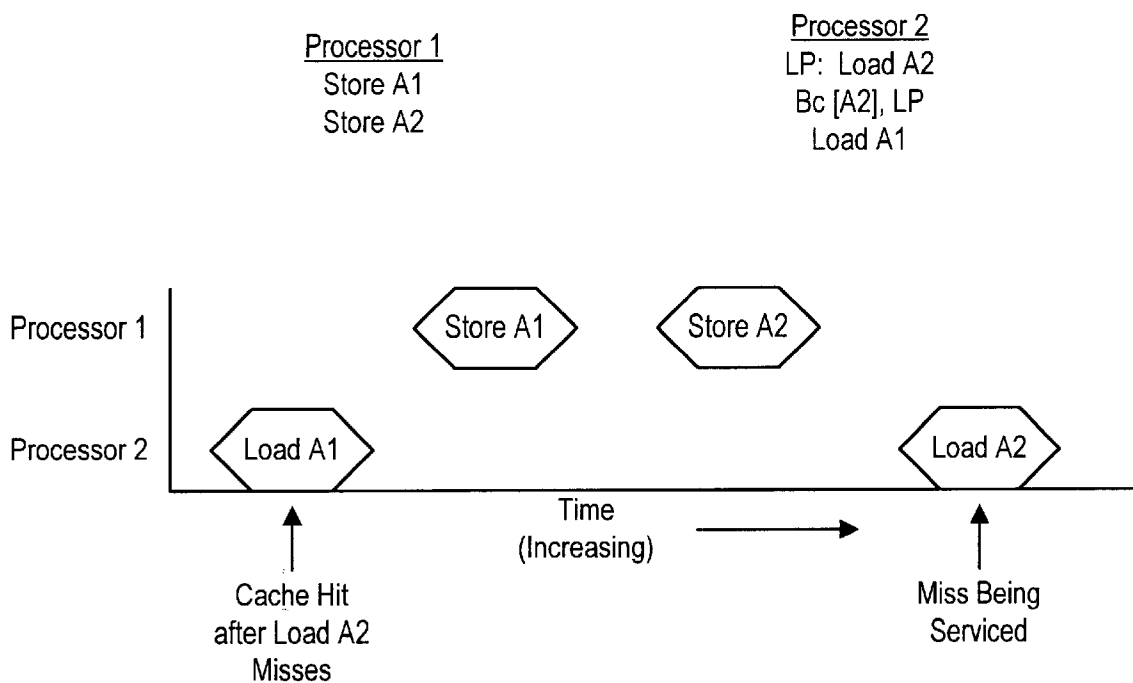 Processor 1
Store A1
Store A2
Processor 2
LP: Load A2
Bc [A2], LP
Load A1
Processor 1
Store A1
Store A2
Processor 2
Load A1
Load A2
Time
(Increasing)
Cache Hit
after Load A2
Misses
Miss Being
Serviced